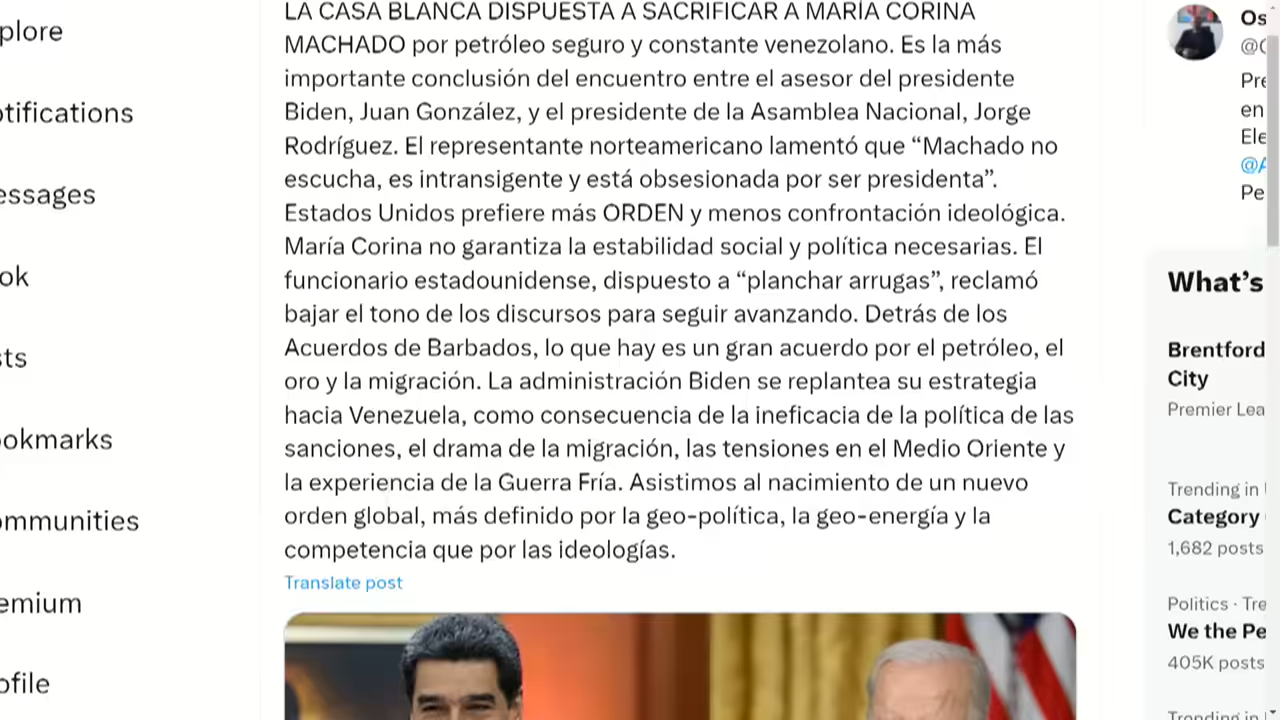 LA CASA BLANCA DISPUESTA A SACRIFICAR A MARÍA CORINA
MACHADO por petróleo seguro y constante venezolano. Es la más
importante conclusión del encuentro entre el asesor del presidente
Biden, Juan González, y el presidente de la Asamblea Nacional, Jorge
Rodríguez. El representante norteamericano lamentó que “Machado no
escucha, es intransigente y está obsesionada por ser presidenta”.
Estados Unidos prefiere más ORDEN y menos confrontación ideológica.
María Corina no garantiza la estabilidad social y política necesarias. El
funcionario estadounidense, dispuesto a “planchar arrugas”, reclamó
bajar el tono de los discursos para seguir avanzando. Detrás de los
Acuerdos de Barbados, lo que hay es un gran acuerdo por el petróleo, el
oro y la migración. La administración Biden se replantea su estrategia
hacia Venezuela, como consecuencia de la ineficacia de la política de las
sanciones, el drama de la migración, las tensiones en el Medio Oriente y
la experiencia de la Guerra Fría. Asistimos al nacimiento de un nuevo
orden global, más definido por la geo-política, la geo-energía y la
competencia que por las ideologías.
Translate post
plore
otifications
essages
ok
sts
ookmarks
ommunities
emium
ofile
Os
Pre
en
Ele
@A
Pe
What’s
Brentford
City
Premier Lea
Trending in
Category
1,682 posts
Politics · Tre
We the Pe
405K posts
Trending in